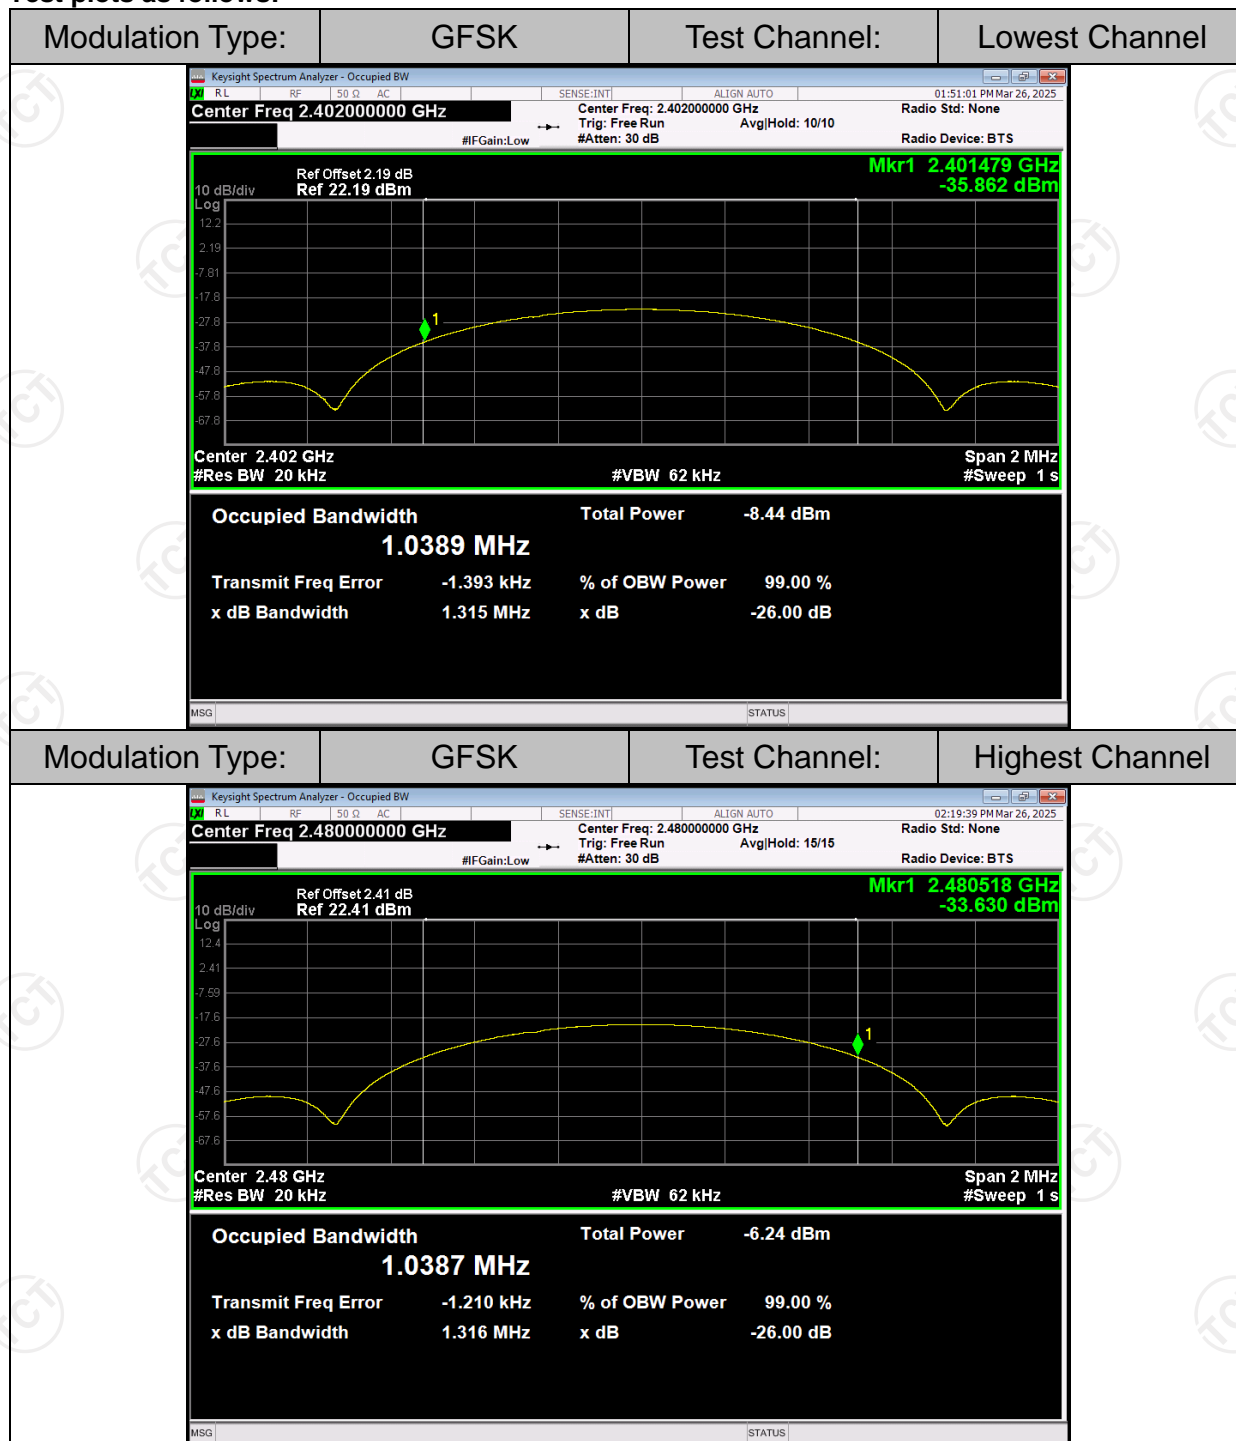 Test plots as follows:
Modulation Type: GFSK Test Channel: Lowest Channel
Keysight Spectrum Analyzer - Occupied BW
LXI RL RF 50 Ω AC SENSE:INT ALIGN AUTO 01:51:01 PM Mar 26, 2025
Center Freq 2.402000000 GHz Center Freq: 2.402000000 GHz Radio Std: None
Trig: Free Run Avg|Hold: 10/10
#IFGain:Low #Atten: 30 dB Radio Device: BTS
Mkr1 2.401479 GHz
-35.862 dBm
Ref Offset 2.19 dB
10 dB/div Ref 22.19 dBm
Log
12.2
2.19
-7.81
-17.8
-27.8
1
-37.8
-47.8
-57.8
-67.8
Center 2.402 GHz Span 2 MHz
#Res BW 20 kHz #VBW 62 kHz #Sweep 1 s
Occupied Bandwidth Total Power -8.44 dBm
1.0389 MHz
Transmit Freq Error -1.393 kHz % of OBW Power 99.00 %
x dB Bandwidth 1.315 MHz x dB -26.00 dB
MSG STATUS
Modulation Type: GFSK Test Channel: Highest Channel
Keysight Spectrum Analyzer - Occupied BW
LXI RL RF 50 Ω AC SENSE:INT ALIGN AUTO 02:19:39 PM Mar 26, 2025
Center Freq 2.480000000 GHz Center Freq: 2.480000000 GHz Radio Std: None
Trig: Free Run Avg|Hold: 15/15
#IFGain:Low #Atten: 30 dB Radio Device: BTS
Mkr1 2.480518 GHz
-33.630 dBm
Ref Offset 2.41 dB
10 dB/div Ref 22.41 dBm
Log
12.4
2.41
-7.59
-17.6
-27.6
1
-37.6
-47.6
-57.6
-67.6
Center 2.48 GHz Span 2 MHz
#Res BW 20 kHz #VBW 62 kHz #Sweep 1 s
Occupied Bandwidth Total Power -6.24 dBm
1.0387 MHz
Transmit Freq Error -1.210 kHz % of OBW Power 99.00 %
x dB Bandwidth 1.316 MHz x dB -26.00 dB
MSG STATUS